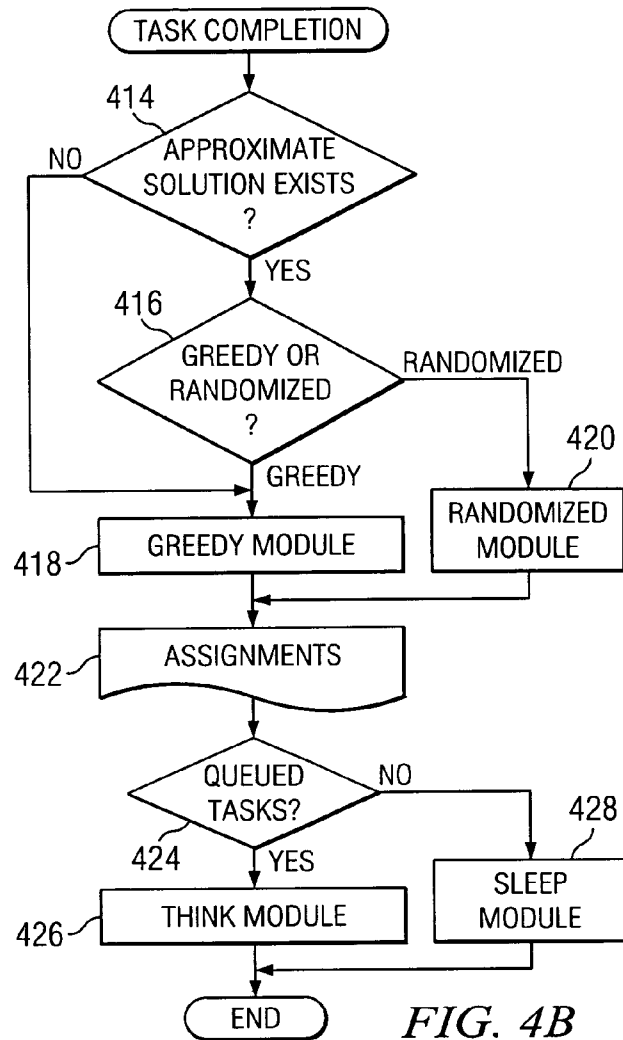 TASK COMPLETION
414
APPROXIMATE
SOLUTION EXISTS
?
NO
YES
416
GREEDY OR
RANDOMIZED
?
RANDOMIZED
GREEDY
420
RANDOMIZED
MODULE
418
GREEDY MODULE
422
ASSIGNMENTS
QUEUED
TASKS?
NO
424
YES
428
SLEEP
MODULE
426
THINK MODULE
END
FIG. 4B